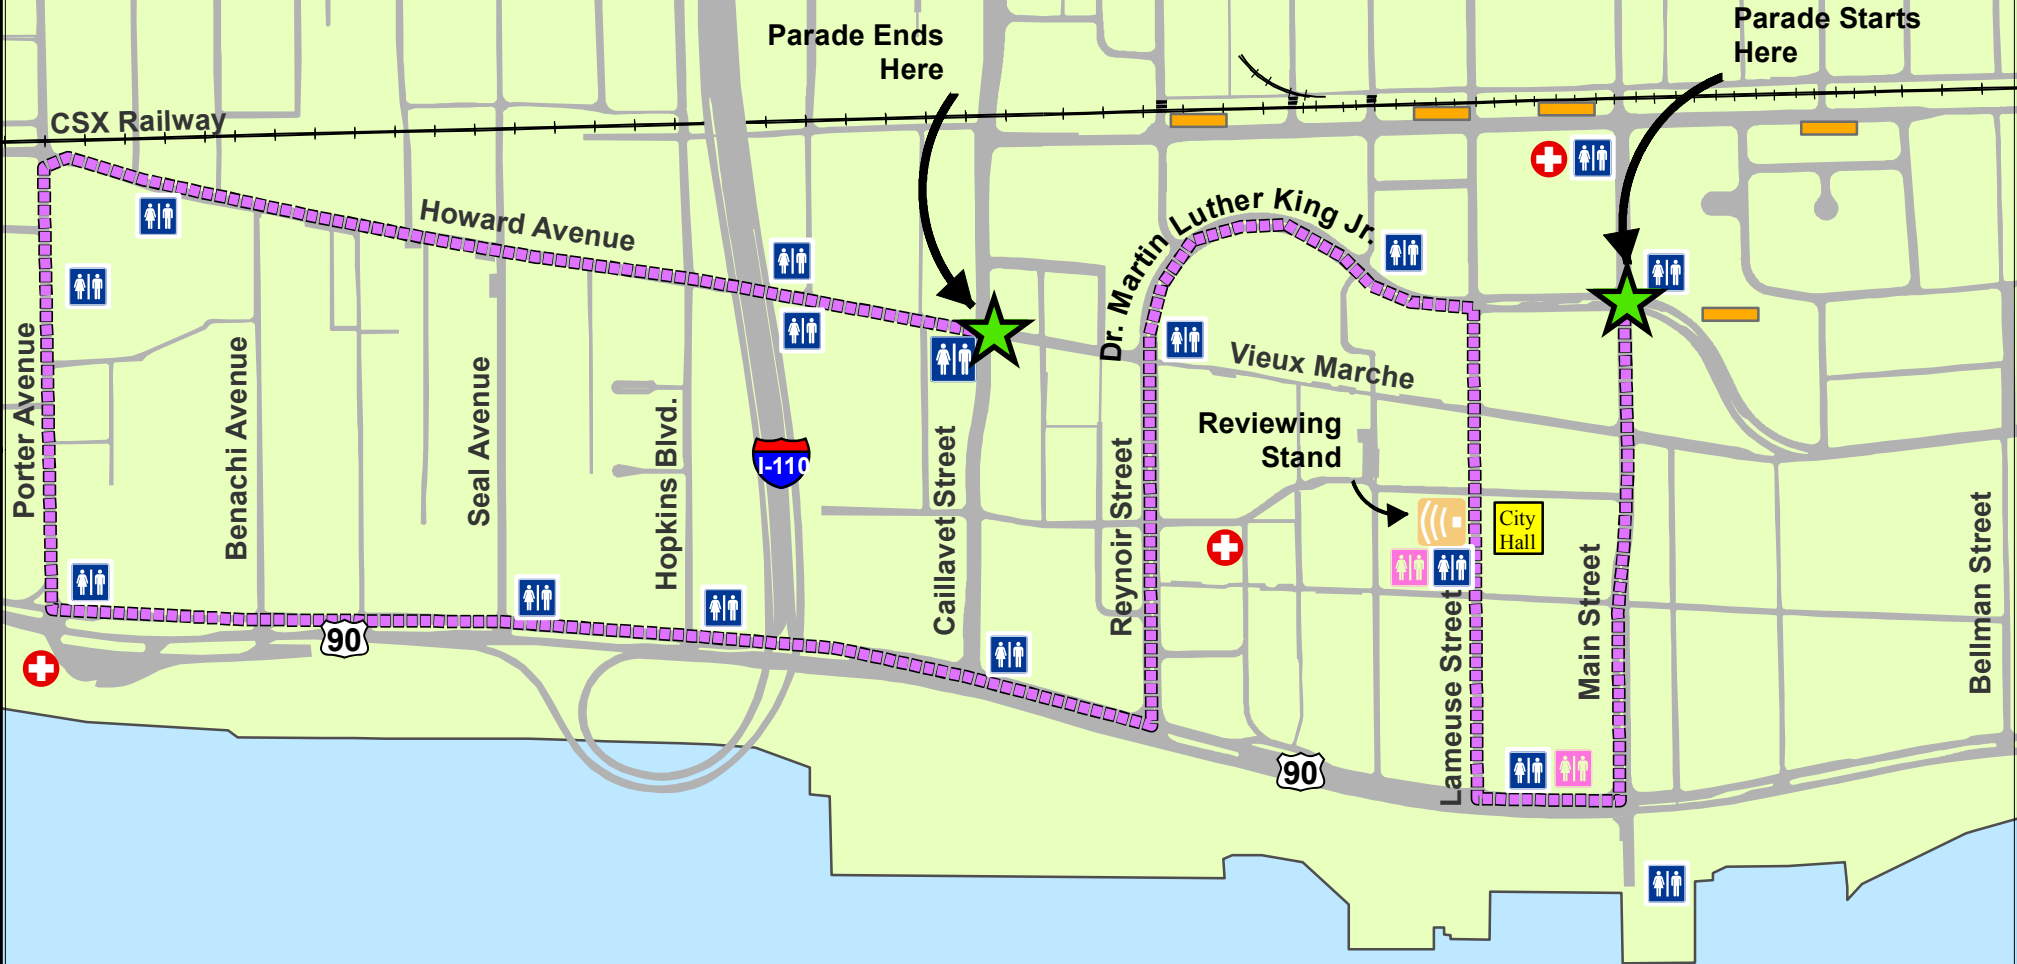 Parade Starts
Here
Parade Ends
Here
CSX Railway
Howard Avenue
Dr. Martin Luther King Jr.
Vieux Marche
Reviewing
Stand
Porter Avenue
Benachi Avenue
Seal Avenue
Hopkins Blvd.
I-110
Caillavet Street
Reynoir Street
City
Hall
Lameuse Street
Main Street
Bellman Street
90
90